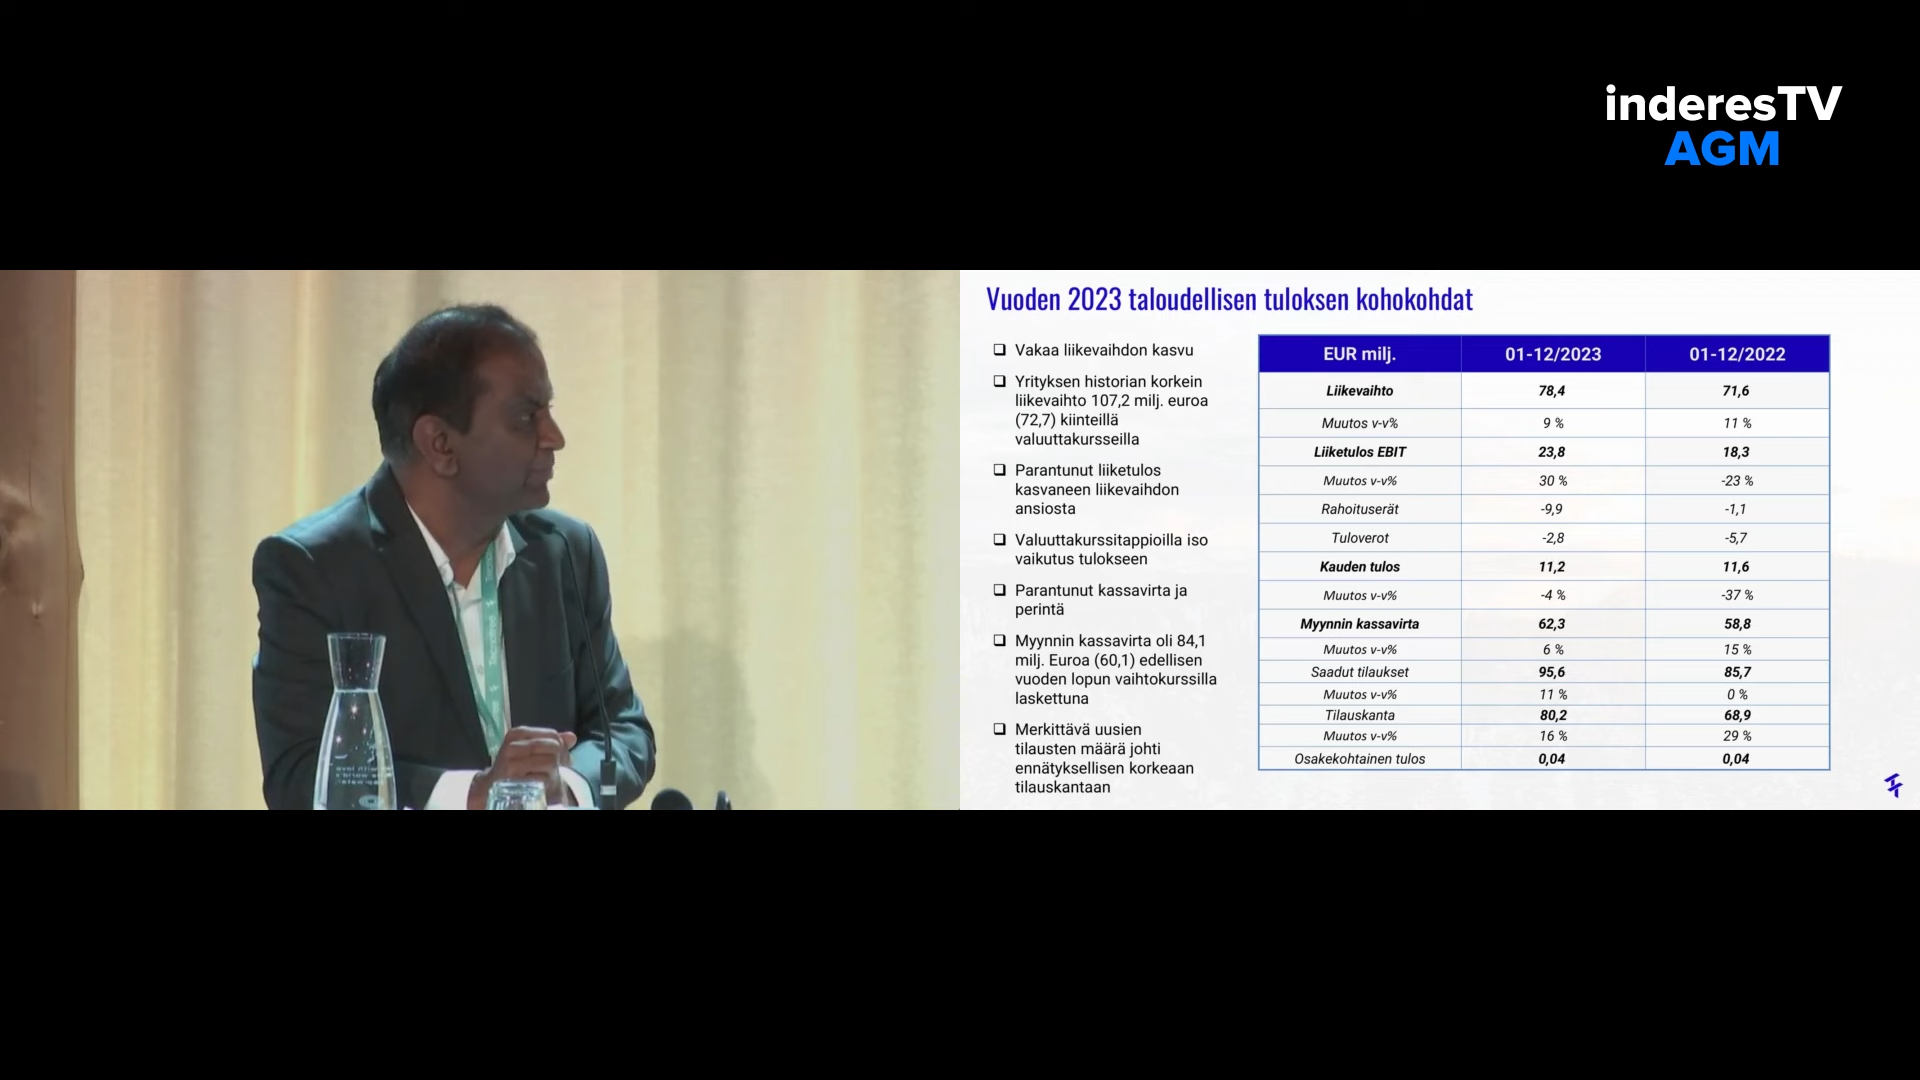 inderesTV
AGM
Vuoden 2023 taloudellisen tuloksen kohokohdat
❑ Vakaa liikevaihdon kasvu
❑ Yrityksen historian korkein
liikevaihto 107,2 milj. euroa
(72,7) kiinteillä
valuuttakursseilla
❑ Parantunut liiketulos
kasvaneen liikevaihdon
ansiosta
❑ Valuuttakurssitappioilla iso
vaikutus tulokseen
❑ Parantunut kassavirta ja
perintä
❑ Myynnin kassavirta oli 84,1
milj. Euroa (60,1) edellisen
vuoden lopun vaihtokurssilla
laskettuna
❑ Merkittävä uusien
tilausten määrä johti
ennätyksellisen korkeaan
tilauskantaan
EUR milj. 01-12/2023 01-12/2022
Liikevaihto 78,4 71,6
Muutos v-v% 9 % 11 %
Liiketulos EBIT 23,8 18,3
Muutos v-v% 30 % -23 %
Rahoituserät -9,9 -1,1
Tuloverot -2,8 -5,7
Kauden tulos 11,2 11,6
Muutos v-v% -4 % -37 %
Myynnin kassavirta 62,3 58,8
Muutos v-v% 6 % 15 %
Saadut tilaukset 95,6 85,7
Muutos v-v% 11 % 0 %
Tilauskanta 80,2 68,9
Muutos v-v% 16 % 29 %
Osakekohtainen tulos 0,04 0,04